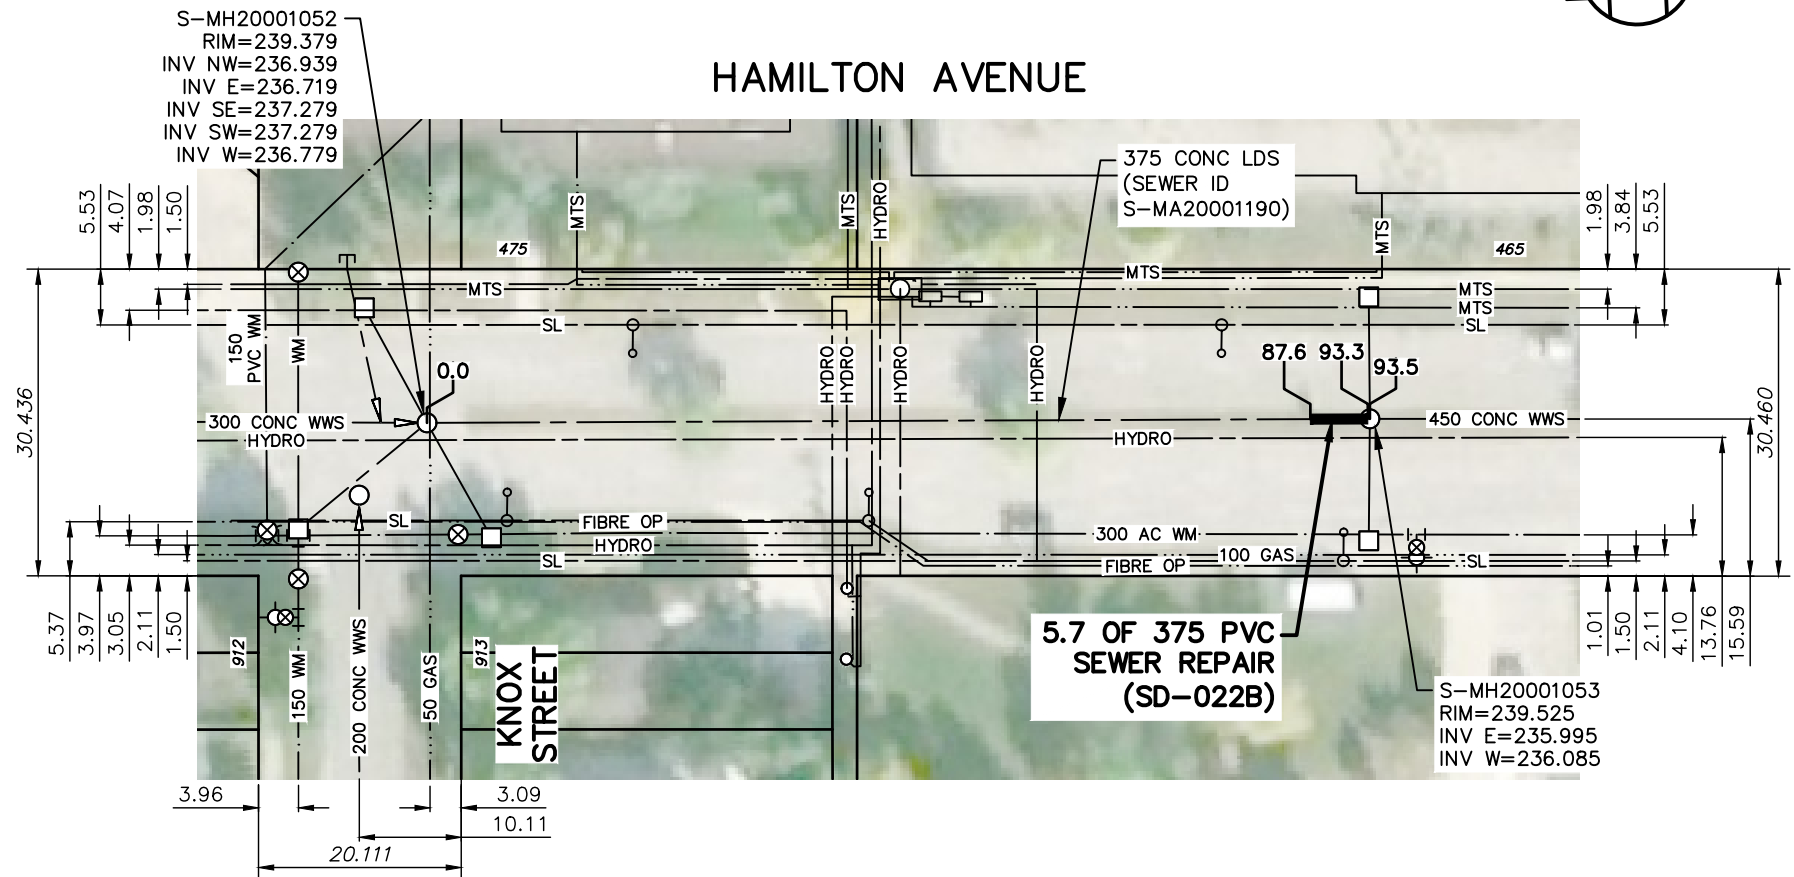 S-MH20001052
RIM=239.379
INV NW=236.939
INV E=236.719
INV SE=237.279
INV SW=237.279
INV W=236.779
HAMILTON AVENUE
375 CONC LDS
(SEWER ID
S-MA20001190)
5.53
4.07
1.98
1.50
1.98
3.84
5.53
MTS
MTS
HYDRO
MTS
475
465
MTS
MTS
MTS
MTS
SL
SL
150
PVC WM
WM
HYDRO
HYDRO
HYDRO
HYDRO
0.0
87.6
93.3
93.5
30.436
30.460
300 CONC WWS
HYDRO
450 CONC WWS
HYDRO
SL
FIBRE OP
HYDRO
SL
300 AC WM
100 GAS
SL
FIBRE OP
5.37
3.97
3.05
2.11
1.50
1.01
1.50
2.11
4.10
13.76
15.59
912
150 WM
200 CONC WWS
50 GAS
913
KNOX
STREET
5.7 OF 375 PVC
SEWER REPAIR
(SD-022B)
S-MH20001053
RIM=239.525
INV E=235.995
INV W=236.085
3.96
3.09
10.11
20.111